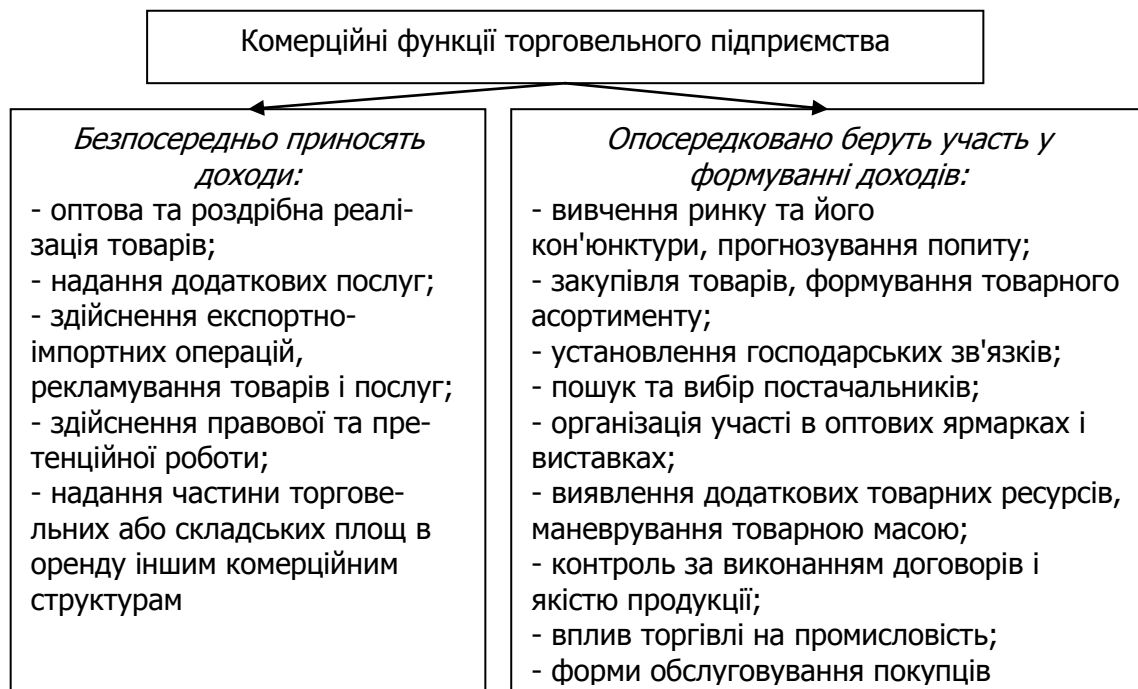 Комерційні функції торговельного підприємства
Безпосередньо приносять
доходи:
- оптова та роздрібна реалі-
зація товарів;
- надання додаткових послуг;
- здійснення експортно-
імпортних операцій,
рекламування товарів і послуг;
- здійснення правової та пре-
тенційної роботи;
- надання частини торгове-
льних або складських площ в
оренду іншим комерційним
структурам
Опосередковано беруть участь у
формуванні доходів:
- вивчення ринку та його
кон'юнктури, прогнозування попиту;
- закупівля товарів, формування товарного
асортименту;
- установлення господарських зв'язків;
- пошук та вибір постачальників;
- організація участі в оптових ярмарках і
виставках;
- виявлення додаткових товарних ресурсів,
маневрування товарною масою;
- контроль за виконанням договорів і
якістю продукції;
- вплив торгівлі на промисловість;
- форми обслуговування покупців